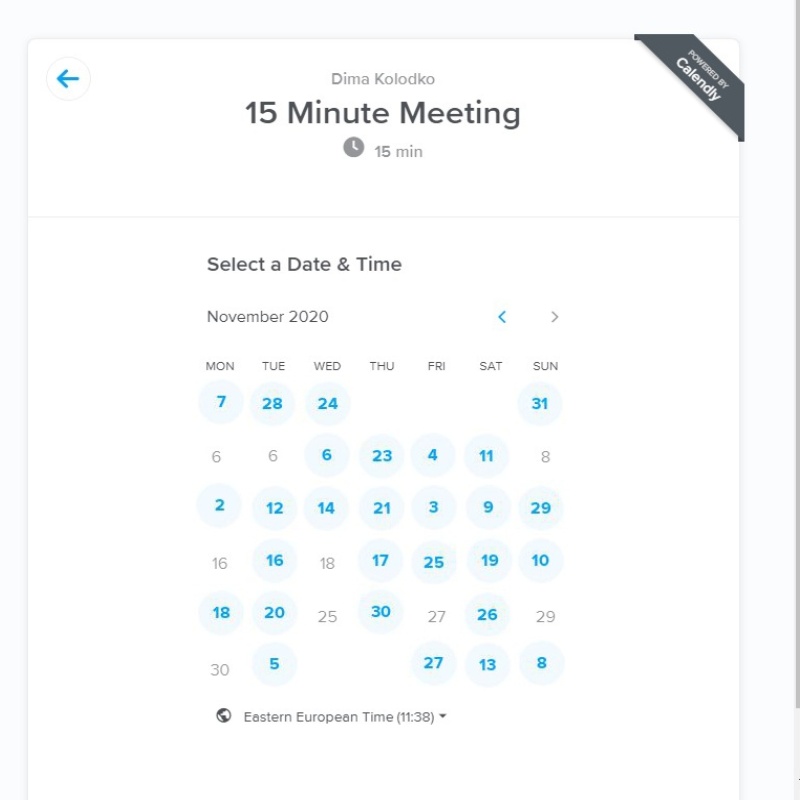 POWERED BY
Calendly
Dima Kolodko
15 Minute Meeting
15 min
Select a Date & Time
November 2020
MON TUE WED THU FRI SAT SUN
7 28 24 31
6 6 6 23 4 11 8
2 12 14 21 3 9 29
16 16 18 17 25 19 10
18 20 25 30 27 26 29
30 5 27 13 8
Eastern European Time (11:38)